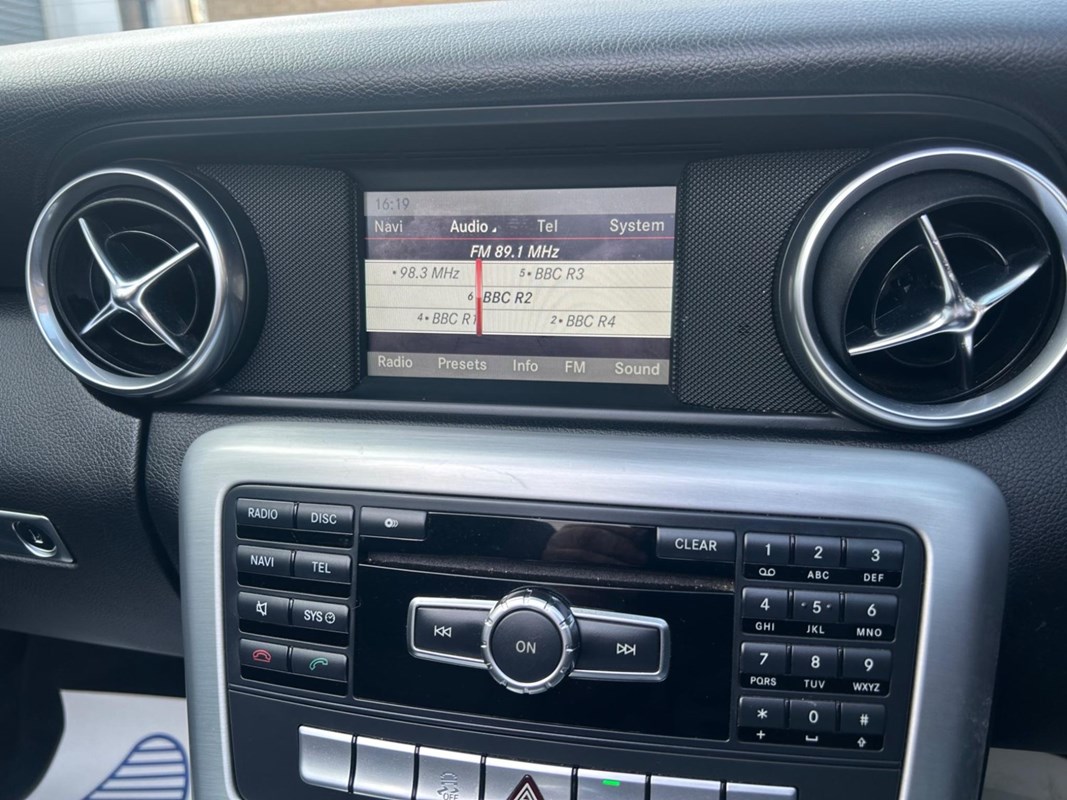 16:19
Navi Audio Tel System
FM 89.1 MHz
• 98.3 MHz 5• BBC R3
6 BBC R2
4• BBC R1 2• BBC R4
Radio Presets Info FM Sound
RADIO DISC CLEAR 1 2 3
ABC DEF
NAVI TEL 4 5 6
GHI JKL MNO
SYS ON 7 8 9
PQRS TUV WXYZ
* 0 #
+
OFF